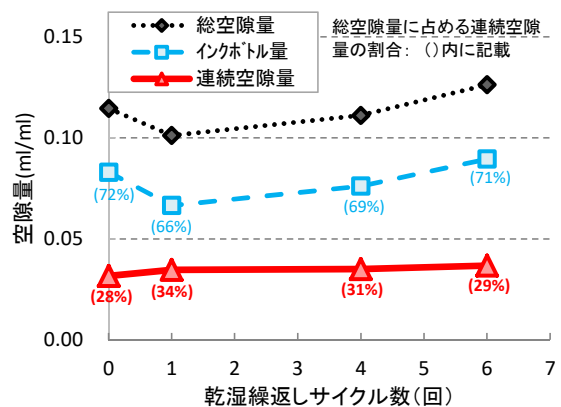 0.15
0.10
0.05
0.00
空隙量(ml/ml)
総空隙量
インクボトル量
連続空隙量
総空隙量に占める連続空隙
量の割合: ()内に記載
(72%)
(66%)
(69%)
(71%)
(28%)
(34%)
(31%)
(29%)
0 1 2 3 4 5 6 7
乾湿繰返しサイクル数(回)